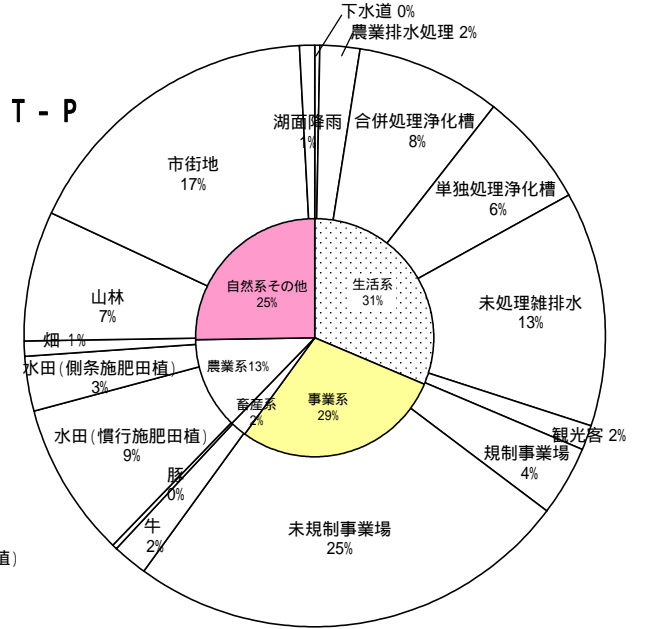 T-P
下水道 0%
農業排水処理 2%
合併処理浄化槽
8%
単独処理浄化槽
6%
未処理雑排水
13%
観光客 2%
規制事業場
4%
未規制事業場
25%
牛
2%
豚
0%
水田(慣行施肥田植)
9%
水田(側条施肥田植)
3%
畑 1%
山林
7%
市街地
17%
湖面降雨
1%
生活系
31%
事業系
29%
畜産系
2%
農業系13%
自然系その他
25%
植)